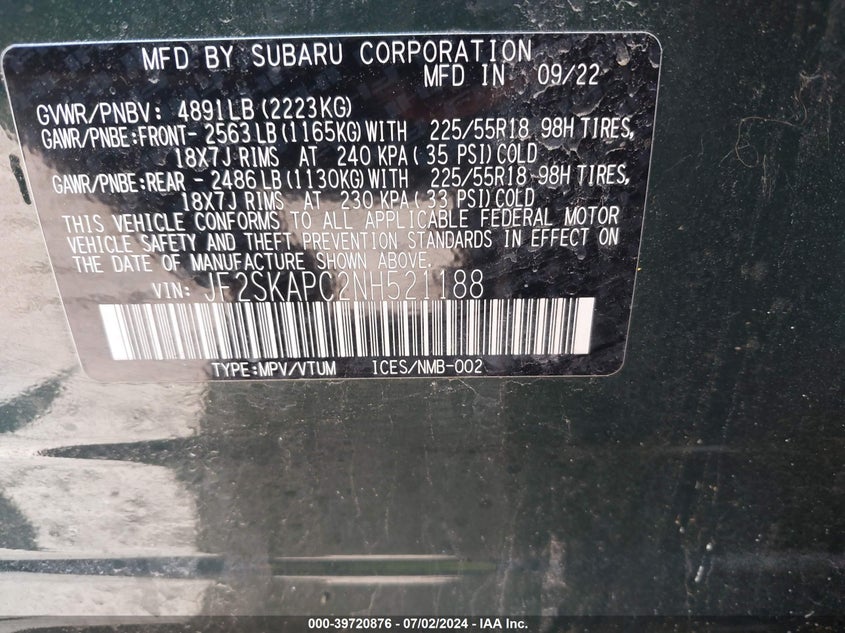 MFD BY SUBARU CORPORATION
MFD IN 09/22
GVWR/PNBV: 4891LB(2223KG)
GAWR/PNBE:FRONT-2563LB(1165KG)WITH 225/55R18 98H TIRES,
18X7J RIMS AT 240 KPA(35 PSI)COLD
GAWR/PNBE:REAR -2486LB(1130KG)WITH 225/55R18 98H TIRES,
18X7J RIMS AT 230 KPA(33 PSI)COLD
THIS VEHICLE CONFORMS TO ALL APPLICABLE FEDERAL MOTOR
VEHICLE SAFETY AND THEFT PREVENTION STANDARDS IN EFFECT ON
THE DATE OF MANUFACTURE SHOWN ABOVE.
VIN: JF2SKAPC2NH521188
TYPE:MPV/VTUM ICES/NMB-002
000-39720876 / 07/02/2024 - IAA Inc.